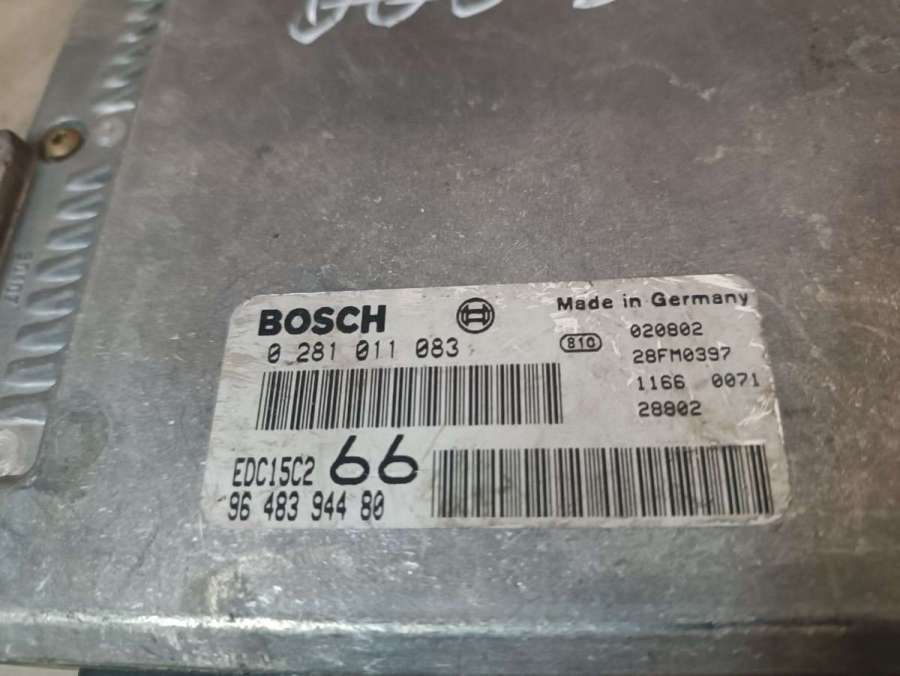 BOSCH
Made in Germany
0 281 011 083
810
020802
28FM0397
1166 0071
28802
EDC15C2 66
96 483 944 80